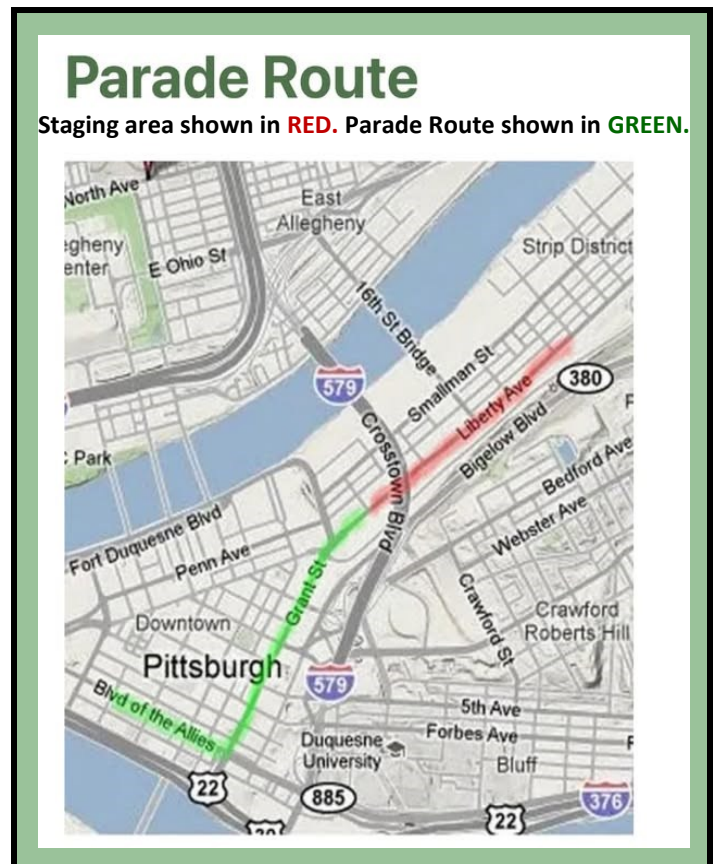 Parade Route
Staging area shown in RED. Parade Route shown in GREEN.
North Ave
East
Allegheny
egheny
enter
E Ohio St
Strip District
16th St Bridge
579
Smallman St
380
Liberty Ave
Crosstown Blvd
Bigelow Blvd
Park
Bedford Ave
Fort Duquesne Blvd
Webster Ave
Penn Ave
Grant St
Crawford St
Downtown
Crawford
Roberts Hill
Pittsburgh
579
Blvd of the Allies
5th Ave
Forbes Ave
Duquesne
University
Bluff
22
885
376
22